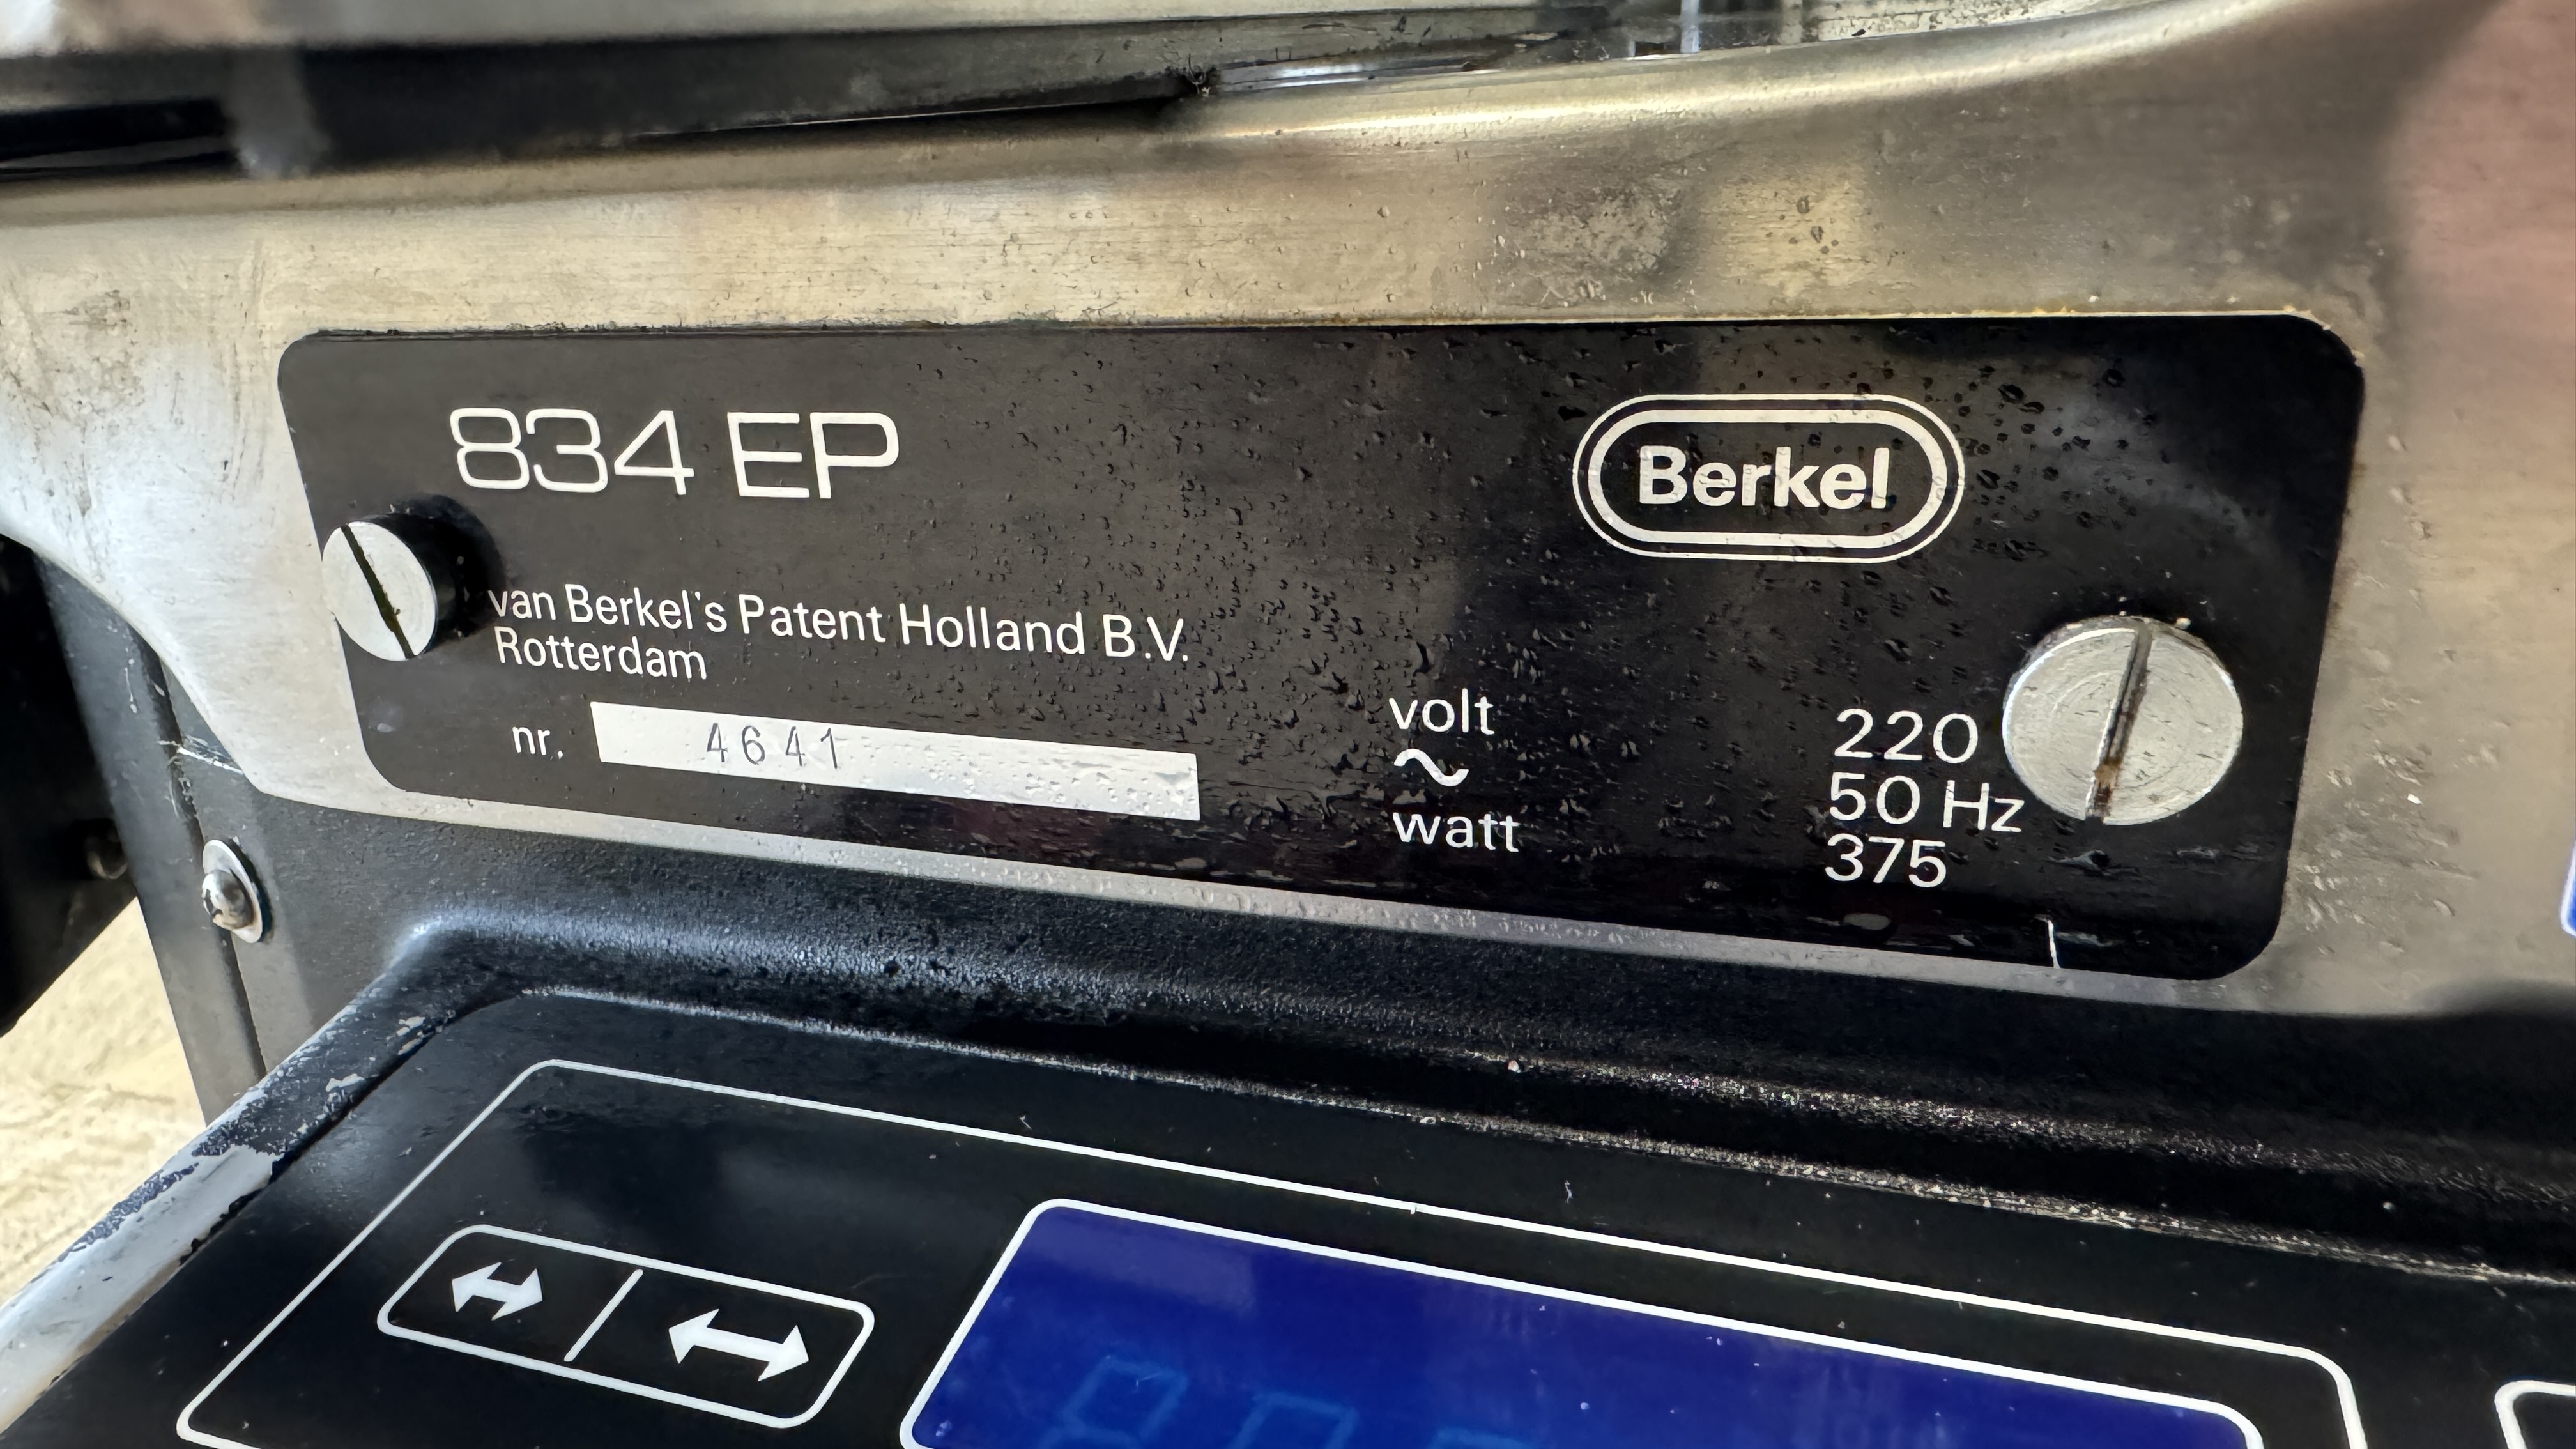 834 EP
Berkel
van Berkel's Patent Holland B.V.
Rotterdam
nr. 4641
volt 220
~ 50 Hz
watt 375